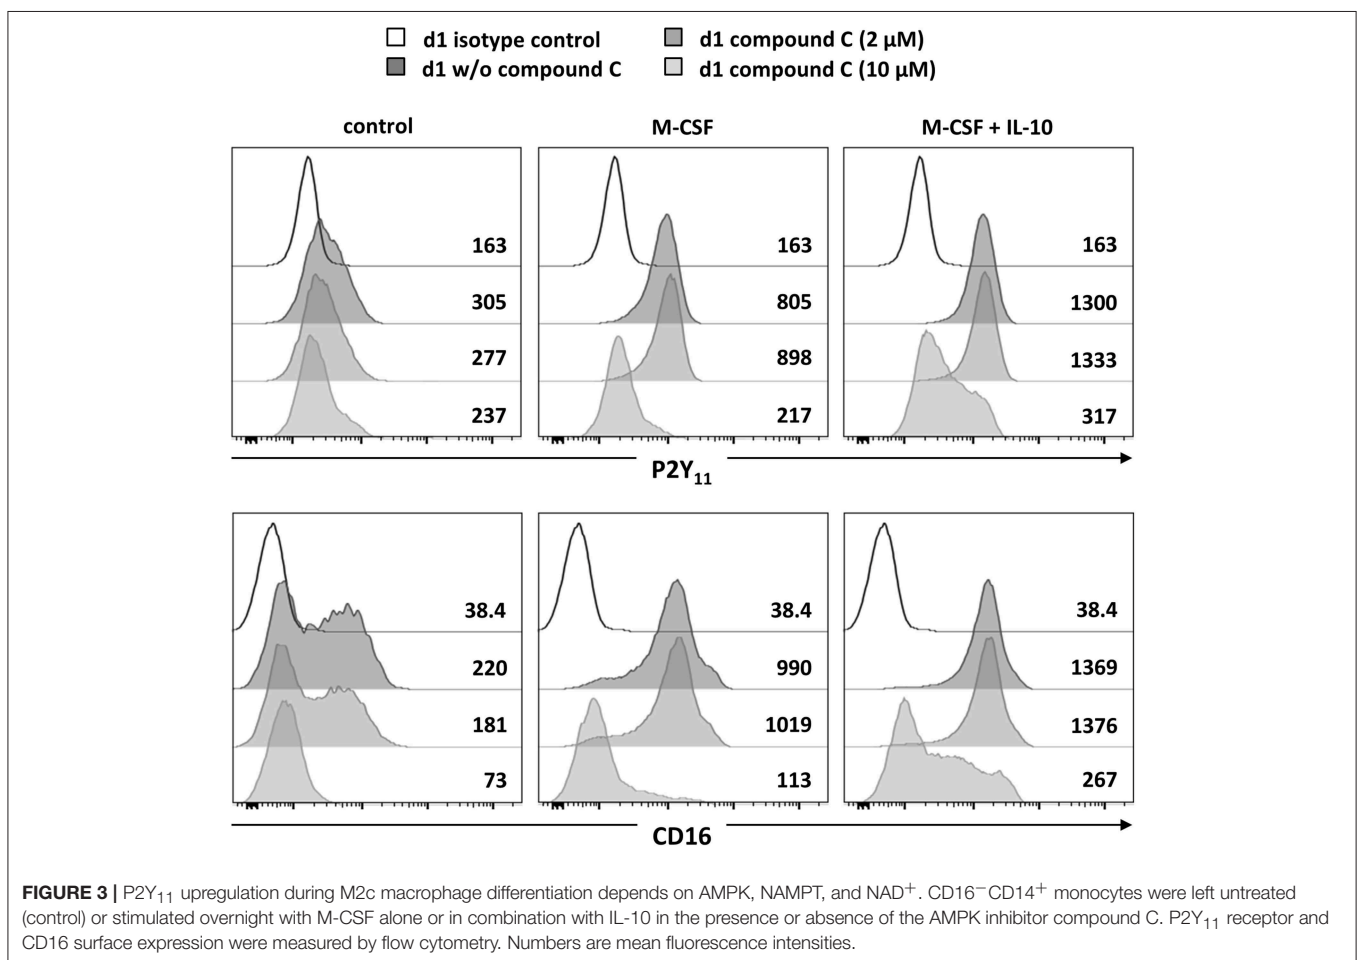 d1 isotype control
d1 compound C (2 µM)
d1 w/o compound C
d1 compound C (10 µM)
control
M-CSF
M-CSF + IL-10
163
163
163
305
805
1300
277
898
1333
237
217
317
P2Y11
38.4
38.4
38.4
220
990
1369
181
1019
1376
73
113
267
CD16
FIGURE 3 | P2Y11 upregulation during M2c macrophage differentiation depends on AMPK, NAMPT, and NAD+. CD16−CD14+ monocytes were left untreated
(control) or stimulated overnight with M-CSF alone or in combination with IL-10 in the presence or absence of the AMPK inhibitor compound C. P2Y11 receptor and
CD16 surface expression were measured by flow cytometry. Numbers are mean fluorescence intensities.